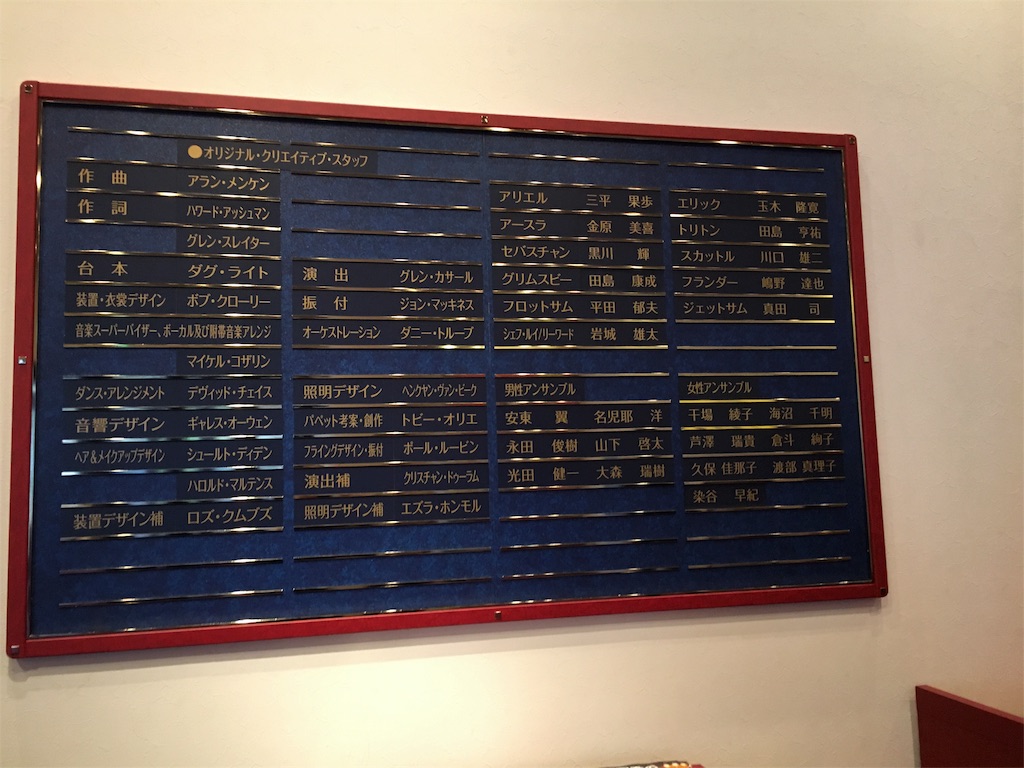 ●オリジナル・クリエイティブ・スタッフ
作曲 アラン・メンケン
作詞 ハワード・アッシュマン
グレン・スレイター
台本 ダグ・ライト
装置・衣裳デザイン ボブ・クローリー
音楽スーパーバイザー、ボーカル及び附帯音楽アレンジ
マイケル・コザリン
ダンス・アレンジメント デヴィッド・チェイス
音響デザイン ギャレス・オーウェン
ヘア&メイクアップデザイン シュールト・ディデン
ハロルド・マルテンス
装置デザイン補 ロズ・クムブズ
演出 グレン・カサール
振付 ジョン・マッキネス
オーケストレーション ダニー・トルーブ
照明デザイン ヘンクヤン・ヴァン・ビーク
パペット考案・創作 トビー・オリエ
フライングデザイン・振付 ポール・ルービン
演出補 クリスチャン・ドゥーラム
照明デザイン補 エズラ・ホンモル
アリエル 三平 果歩
アースラ 金原 美喜
セバスチャン 黒川 輝
グリムスビー 田島 康成
フロットサム 平田 郁夫
シェフ・ルイ/リーワード 岩城 雄太
エリック 玉木 隆寛
トリトン 田島 亨祐
スカットル 川口 雄二
フランダー 嶋野 達也
ジェットサム 真田 司
男性アンサンブル
安東 翼 名児耶 洋
永田 俊樹 山下 啓太
光田 健一 大森 瑞樹
女性アンサンブル
干場 綾子 海沼 千明
芦澤 瑞貴 倉斗 絢子
久保 佳那子 渡部 真理子
染谷 早紀